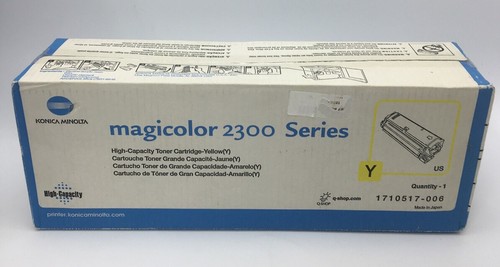 KONICA MINOLTA
magicolor 2300 Series
High-Capacity Toner Cartridge-Yellow(Y)
Cartouche Toner Grande Capacité-Jaune(Y)
Cartucho Toner de Grande Capacidade-Amarelo(Y)
Cartucho de Tóner de Gran Capacidad-Amarillo(Y)
Y
US
Quantity - 1
High-Capacity
Q-SHOP
q-shop.com
1710517-006
Made in Japan
printer.konicaminolta.com